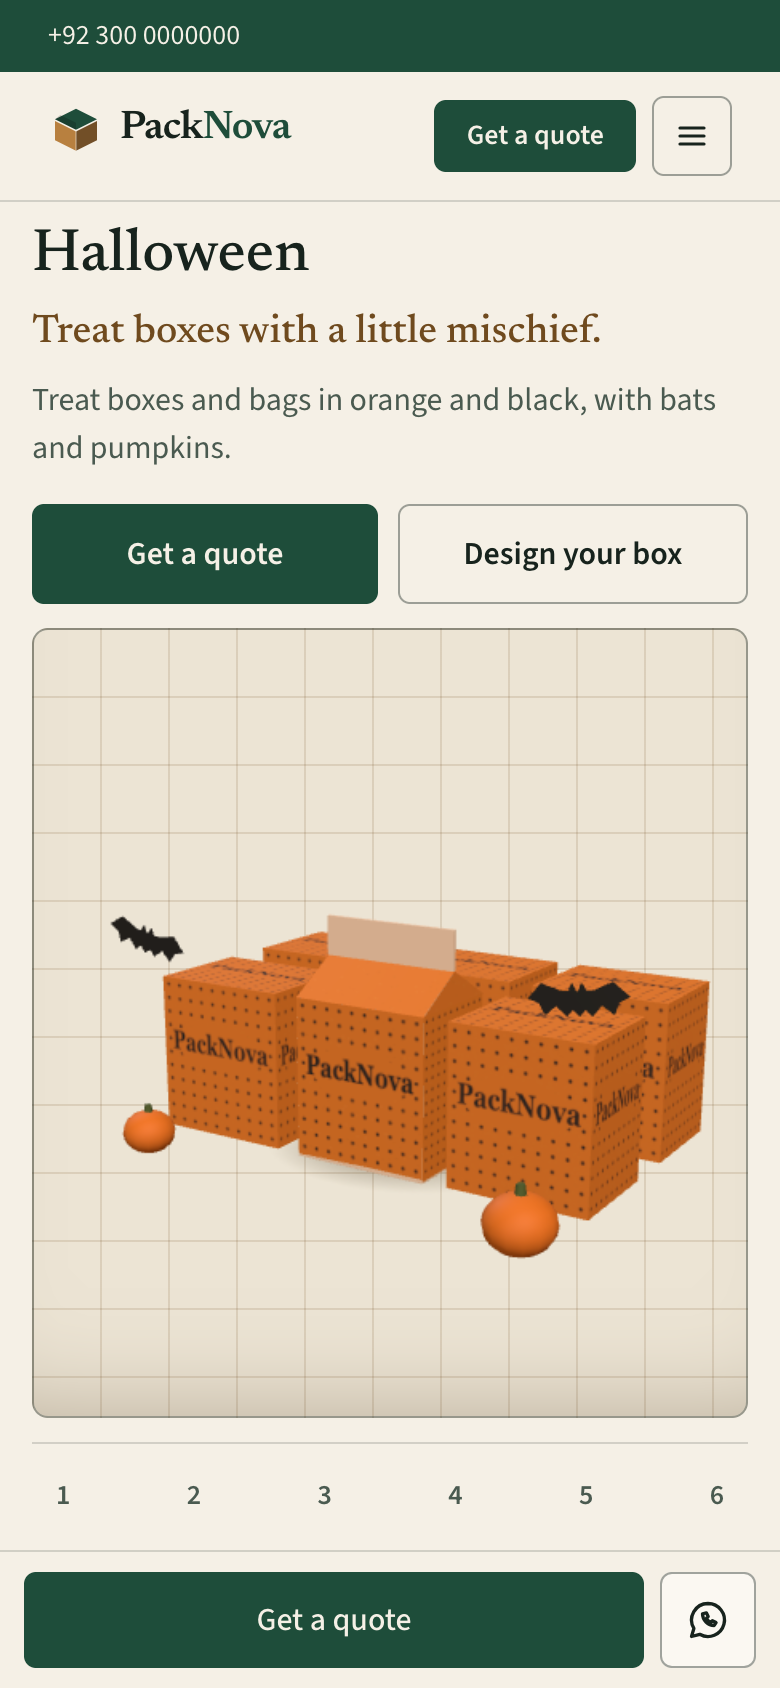 +92 300 0000000
PackNova
Get a quote
Halloween
Treat boxes with a little mischief.
Treat boxes and bags in orange and black, with bats
and pumpkins.
Get a quote
Design your box
PackNova
PackNova
PackNova
PackNova
PackNova
1
2
3
4
5
6
Get a quote